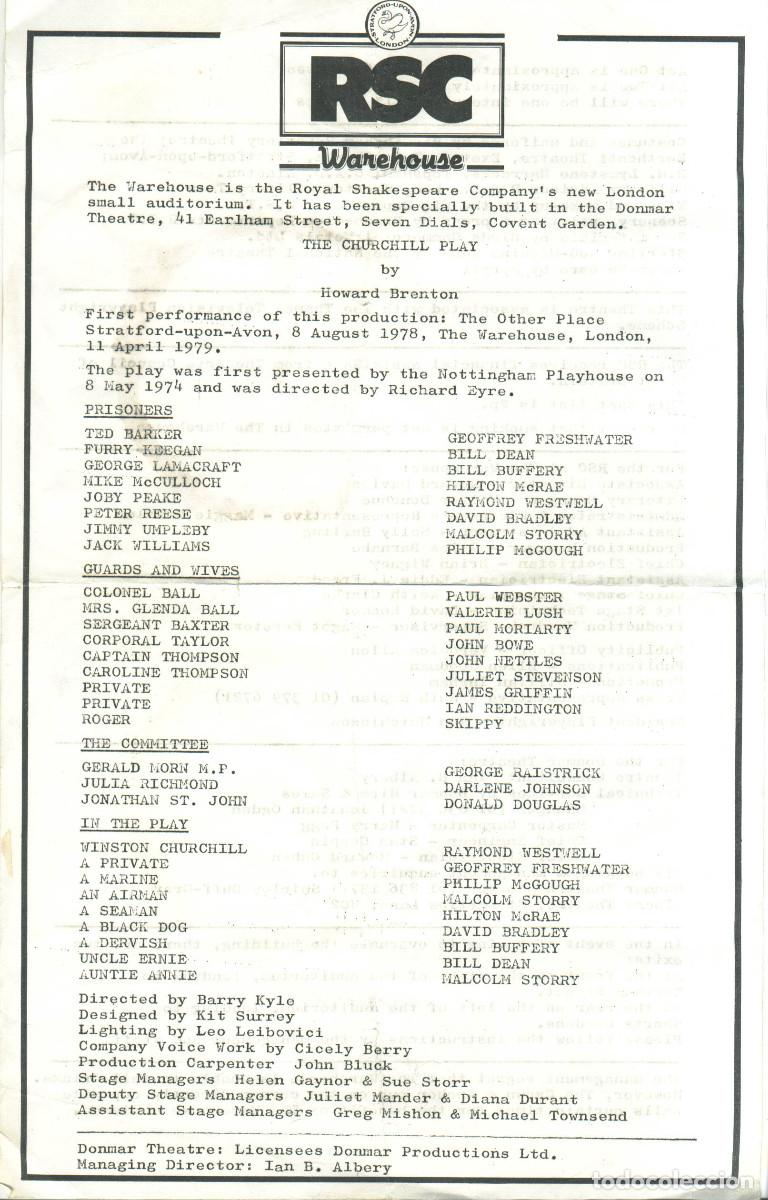 STRATFORD-UPON-AVON
LONDON
RSC
Warehouse
The Warehouse is the Royal Shakespeare Company's new London
small auditorium. It has been specially built in the Donmar
Theatre, 41 Earlham Street, Seven Dials, Covent Garden.
THE CHURCHILL PLAY
by
Howard Brenton
First performance of this production: The Other Place
Stratford-upon-Avon, 8 August 1978, The Warehouse, London,
11 April 1979.
The play was first presented by the Nottingham Playhouse on
8 May 1974 and was directed by Richard Eyre.
PRISONERS
TED BARKER GEOFFREY FRESHWATER
FURRY KEEGAN BILL DEAN
GEORGE LAMACRAFT BILL BUFFERY
MIKE McCULLOCH HILTON McRAE
JOBY PEAKE RAYMOND WESTWELL
PETER REESE DAVID BRADLEY
JIMMY UMPLEBY MALCOLM STORRY
JACK WILLIAMS PHILIP McGOUGH
GUARDS AND WIVES
COLONEL BALL PAUL WEBSTER
MRS. GLENDA BALL VALERIE LUSH
SERGEANT BAXTER PAUL MORIARTY
CORPORAL TAYLOR JOHN BOWE
CAPTAIN THOMPSON JOHN NETTLES
CAROLINE THOMPSON JULIET STEVENSON
PRIVATE JAMES GRIFFIN
PRIVATE IAN REDDINGTON
ROGER SKIPPY
THE COMMITTEE
GERALD MORN M.P. GEORGE RAISTRICK
JULIA RICHMOND DARLENE JOHNSON
JONATHAN ST. JOHN DONALD DOUGLAS
IN THE PLAY
WINSTON CHURCHILL RAYMOND WESTWELL
A PRIVATE GEOFFREY FRESHWATER
A MARINE PHILIP McGOUGH
AN AIRMAN MALCOLM STORRY
A SEAMAN HILTON McRAE
A BLACK DOG DAVID BRADLEY
A DERVISH BILL BUFFERY
UNCLE ERNIE BILL DEAN
AUNTIE ANNIE MALCOLM STORRY
Directed by Barry Kyle
Designed by Kit Surrey
Lighting by Leo Leibovici
Company Voice Work by Cicely Berry
Production Carpenter John Bluck
Stage Managers Helen Gaynor & Sue Storr
Deputy Stage Managers Juliet Mander & Diana Durant
Assistant Stage Managers Greg Mishon & Michael Townsend
Donmar Theatre: Licensees Donmar Productions Ltd.
Managing Director: Ian B. Albery
todocoleccion